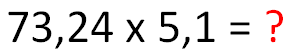 73,24 x 5,1 = ?